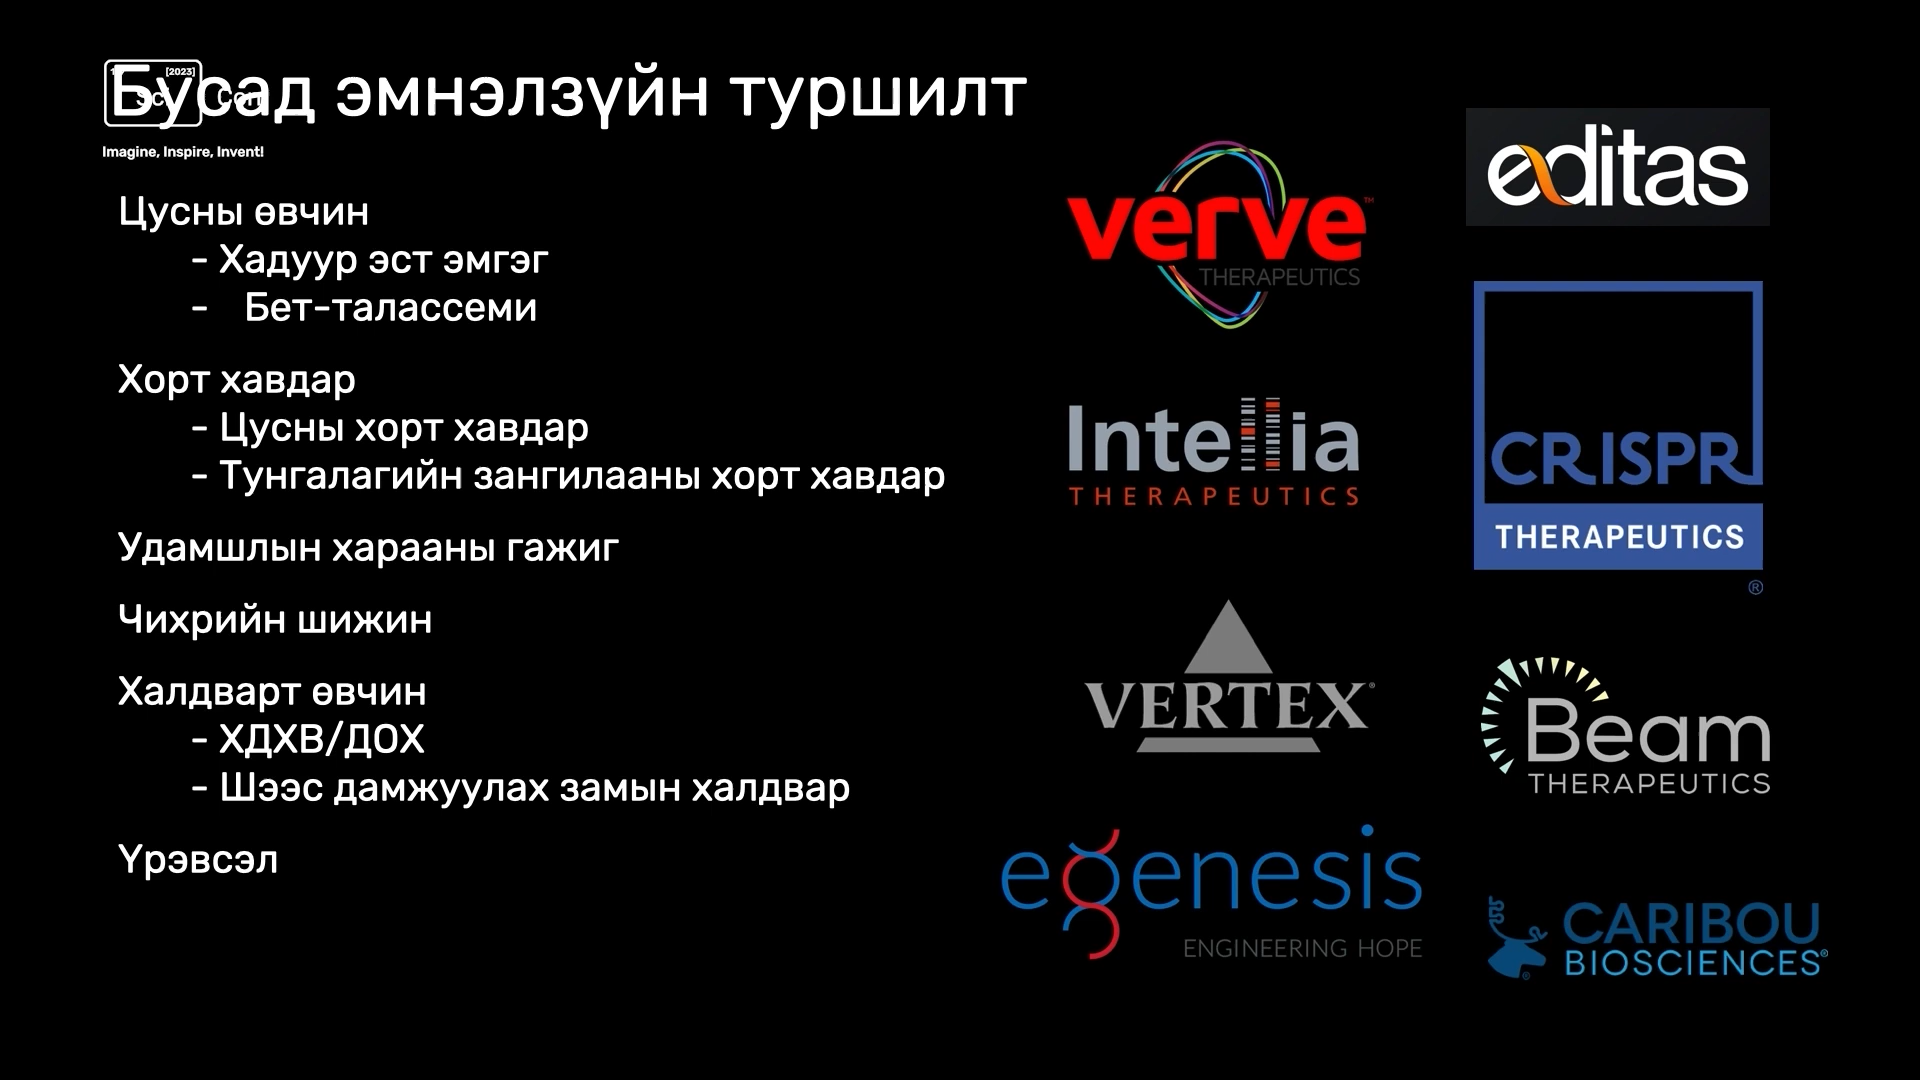 Бусад эмнэлзүйн туршилт
[2023]
Imagine, Inspire, Invent!
Цусны өвчин
- Хадуур эст эмгэг
- Бет-талассеми
Хорт хавдар
- Цусны хорт хавдар
- Тунгалагийн зангилааны хорт хавдар
Удамшлын харааны гажиг
Чихрийн шижин
Халдварт өвчин
- ХДХВ/ДОХ
- Шээс дамжуулах замын халдвар
Үрэвсэл
verve™
THERAPEUTICS
editas
Intellia
THERAPEUTICS
CRISPR
THERAPEUTICS
®
VERTEX®
Beam
THERAPEUTICS
egenesis
ENGINEERING HOPE
CARIBOU
BIOSCIENCES®